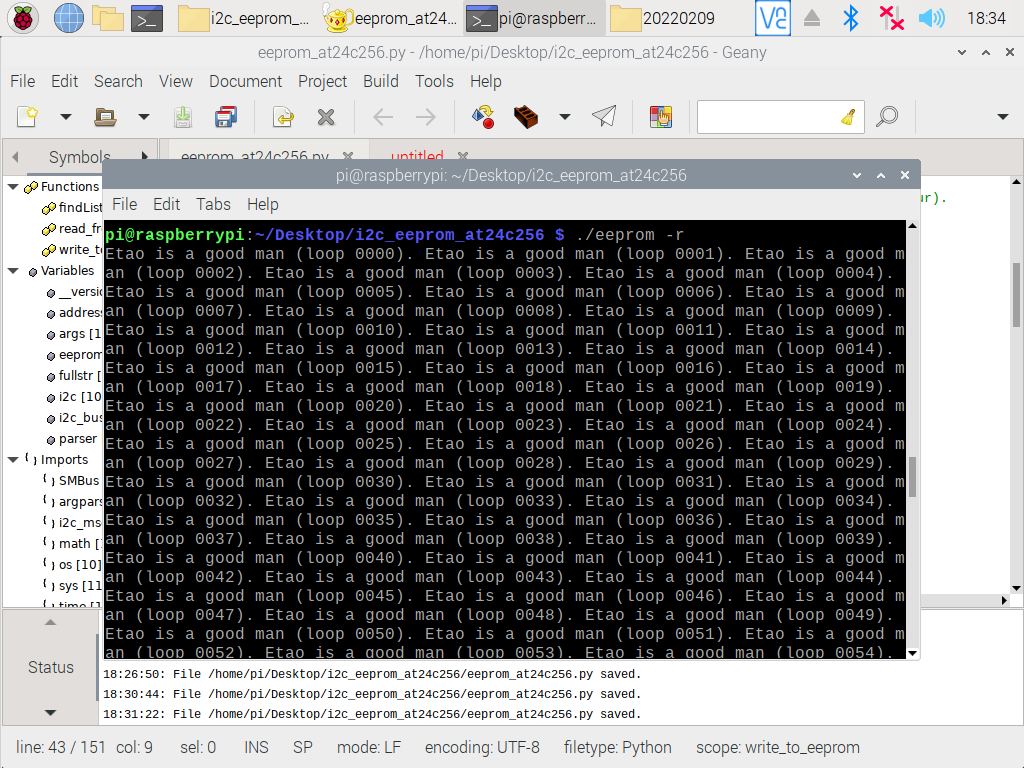 i2c_eeprom_... eeprom_at24... pi@raspberr... 20220209 18:34
eeprom_at24c256.py - /home/pi/Desktop/i2c_eeprom_at24c256 - Geany
File Edit Search View Document Project Build Tools Help
Symbols eeprom_at24c256.py untitled
pi@raspberrypi: ~/Desktop/i2c_eeprom_at24c256
Functions
findList
read_fr
write_to
Variables
__versio
address
args [1
eeprom
fullstr [
i2c [10
i2c_bus
parser
Imports
SMBus
argpars
i2c_ms
math [
os [10]
sys [11
time [1
File Edit Tabs Help
pi@raspberrypi:~/Desktop/i2c_eeprom_at24c256 $ ./eeprom -r
Etao is a good man (loop 0000). Etao is a good man (loop 0001). Etao is a good m
an (loop 0002). Etao is a good man (loop 0003). Etao is a good man (loop 0004).
Etao is a good man (loop 0005). Etao is a good man (loop 0006). Etao is a good m
an (loop 0007). Etao is a good man (loop 0008). Etao is a good man (loop 0009).
Etao is a good man (loop 0010). Etao is a good man (loop 0011). Etao is a good m
an (loop 0012). Etao is a good man (loop 0013). Etao is a good man (loop 0014).
Etao is a good man (loop 0015). Etao is a good man (loop 0016). Etao is a good m
an (loop 0017). Etao is a good man (loop 0018). Etao is a good man (loop 0019).
Etao is a good man (loop 0020). Etao is a good man (loop 0021). Etao is a good m
an (loop 0022). Etao is a good man (loop 0023). Etao is a good man (loop 0024).
Etao is a good man (loop 0025). Etao is a good man (loop 0026). Etao is a good m
an (loop 0027). Etao is a good man (loop 0028). Etao is a good man (loop 0029).
Etao is a good man (loop 0030). Etao is a good man (loop 0031). Etao is a good m
an (loop 0032). Etao is a good man (loop 0033). Etao is a good man (loop 0034).
Etao is a good man (loop 0035). Etao is a good man (loop 0036). Etao is a good m
an (loop 0037). Etao is a good man (loop 0038). Etao is a good man (loop 0039).
Etao is a good man (loop 0040). Etao is a good man (loop 0041). Etao is a good m
an (loop 0042). Etao is a good man (loop 0043). Etao is a good man (loop 0044).
Etao is a good man (loop 0045). Etao is a good man (loop 0046). Etao is a good m
an (loop 0047). Etao is a good man (loop 0048). Etao is a good man (loop 0049).
Etao is a good man (loop 0050). Etao is a good man (loop 0051). Etao is a good m
an (loop 0052). Etao is a good man (loop 0053). Etao is a good man (loop 0054).
ur).
Status
18:26:50: File /home/pi/Desktop/i2c_eeprom_at24c256/eeprom_at24c256.py saved.
18:30:44: File /home/pi/Desktop/i2c_eeprom_at24c256/eeprom_at24c256.py saved.
18:31:22: File /home/pi/Desktop/i2c_eeprom_at24c256/eeprom_at24c256.py saved.
line: 43 / 151 col: 9 sel: 0 INS SP mode: LF encoding: UTF-8 filetype: Python scope: write_to_eeprom